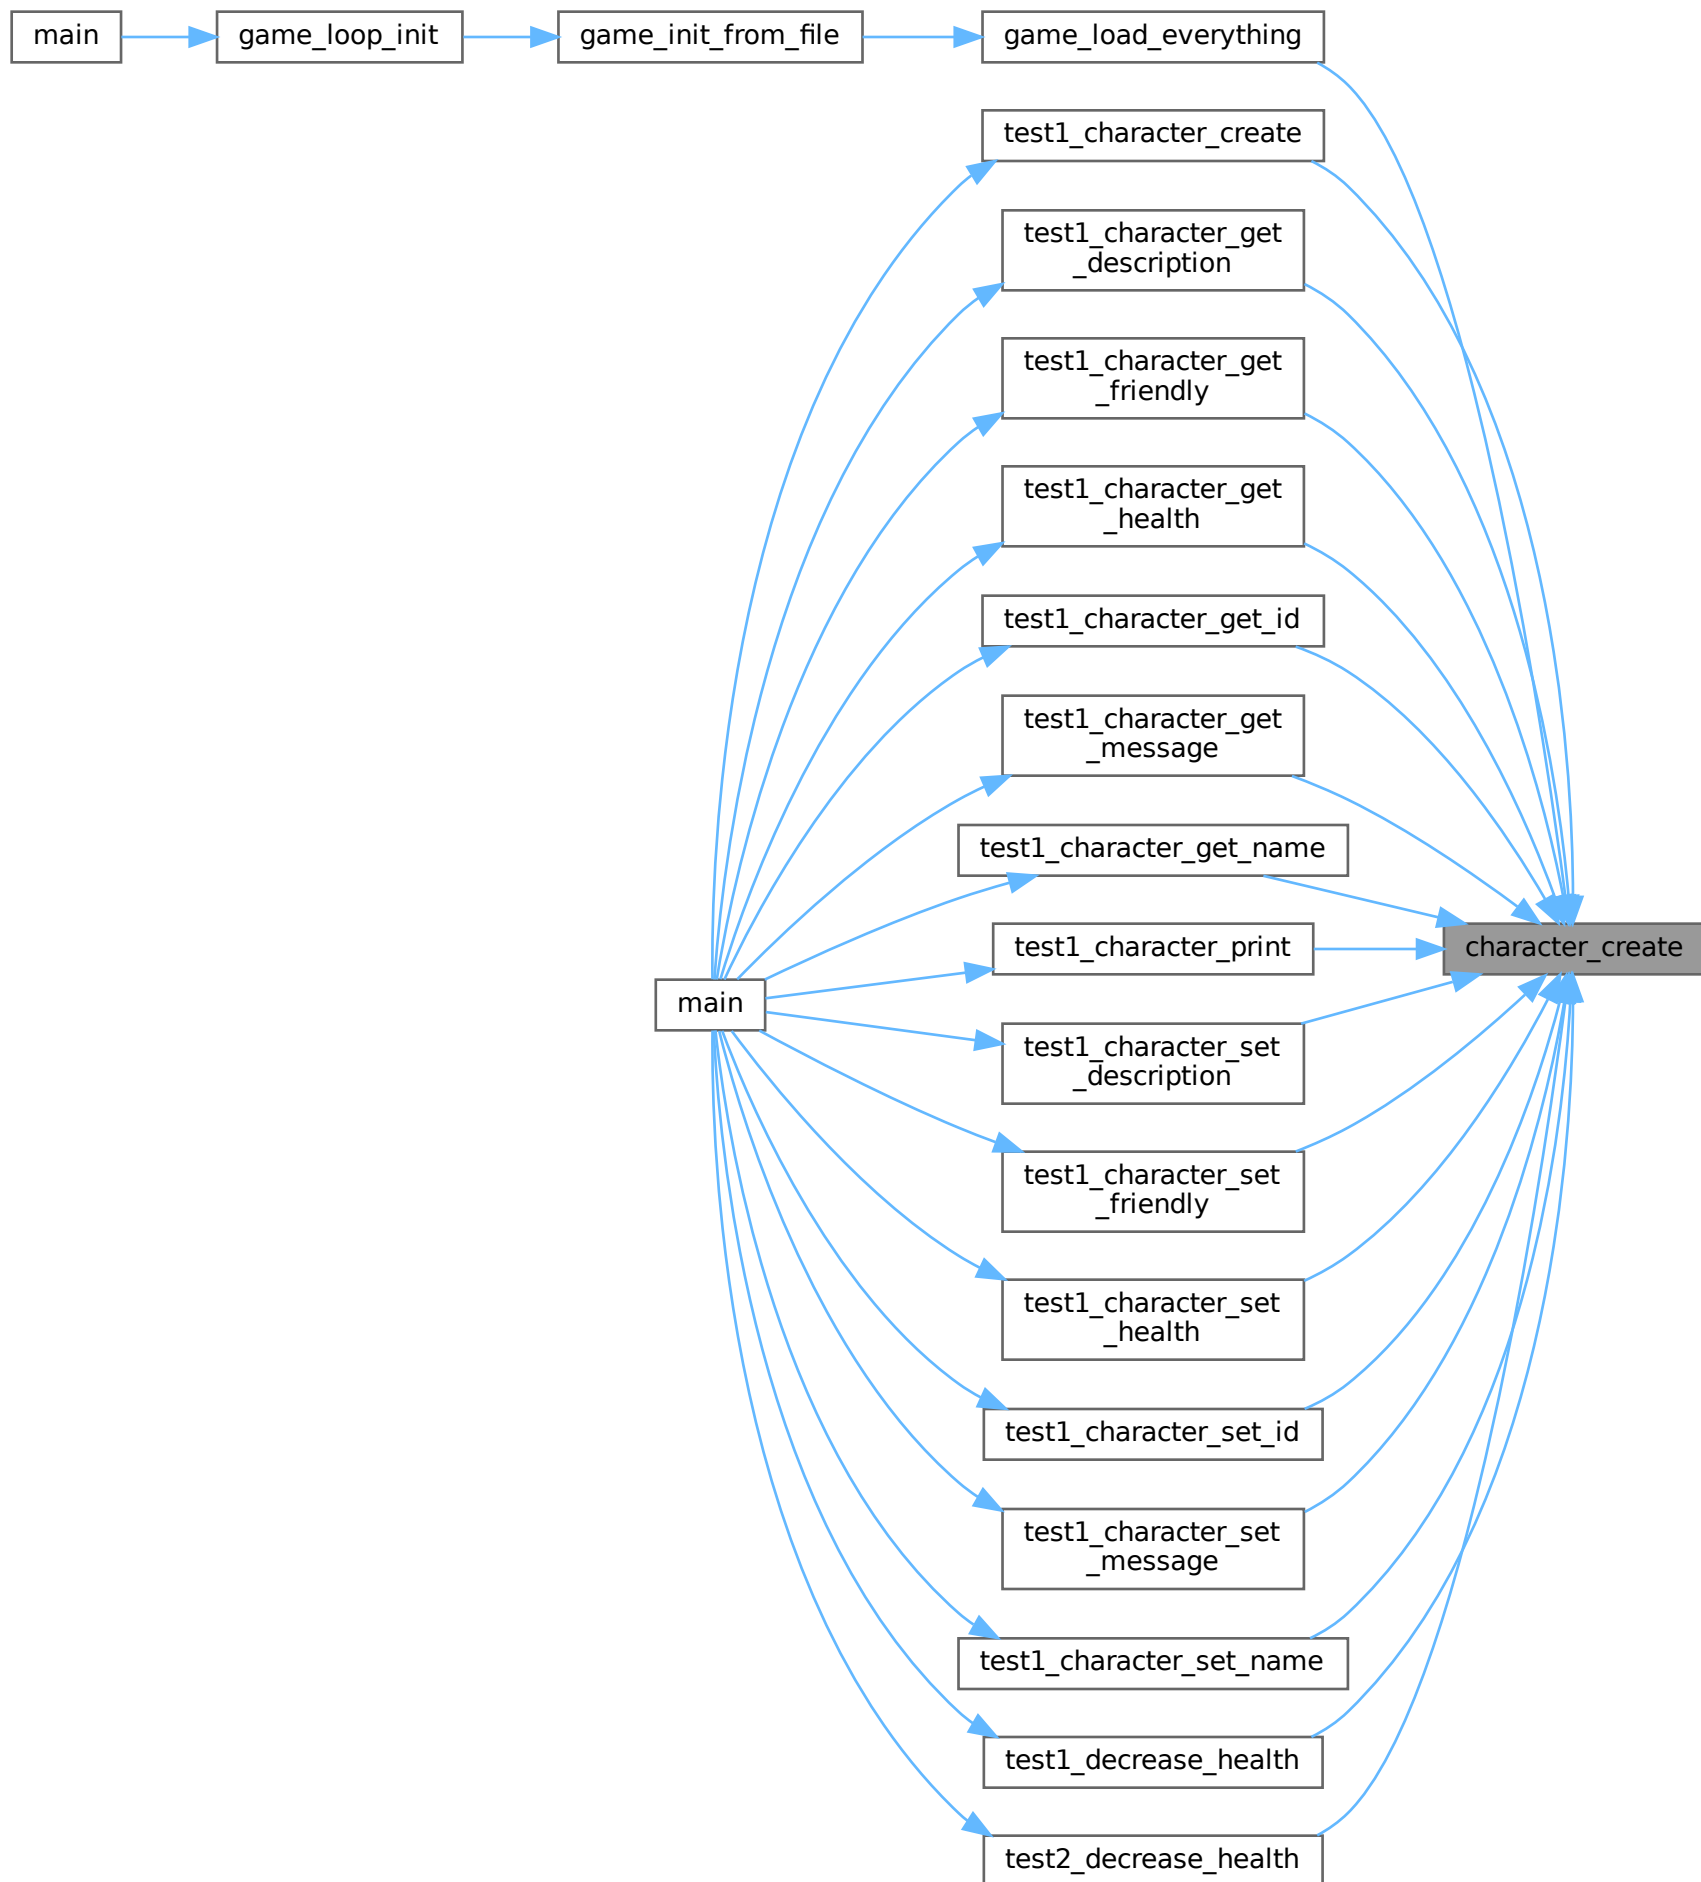 main
game_loop_init
game_init_from_file
game_load_everything
test1_character_create
test1_character_get
_description
test1_character_get
_friendly
test1_character_get
_health
test1_character_get_id
test1_character_get
_message
test1_character_get_name
test1_character_print
character_create
main
test1_character_set
_description
test1_character_set
_friendly
test1_character_set
_health
test1_character_set_id
test1_character_set
_message
test1_character_set_name
test1_decrease_health
test2_decrease_health